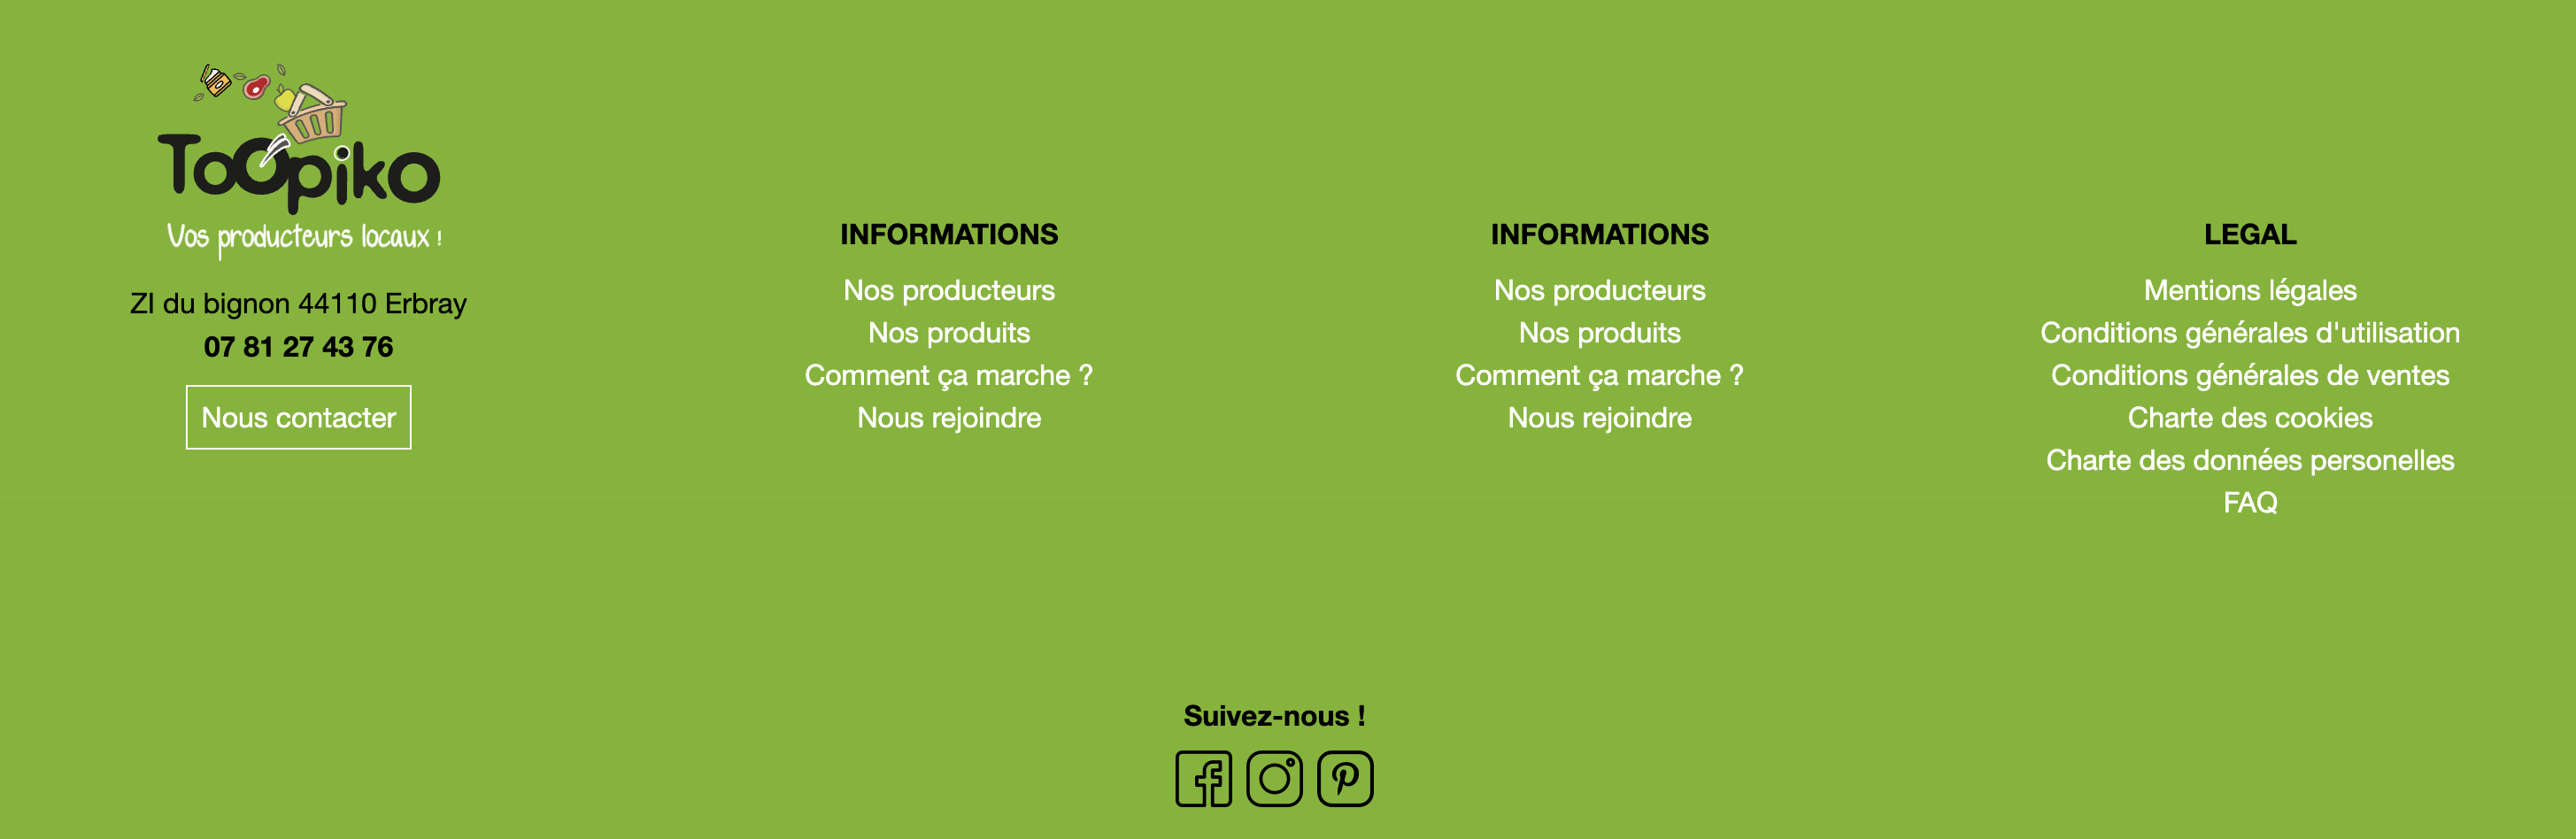 Toopiko
Vos producteurs locaux !
ZI du bignon 44110 Erbray
07 81 27 43 76
Nous contacter
INFORMATIONS
Nos producteurs
Nos produits
Comment ça marche ?
Nous rejoindre
INFORMATIONS
Nos producteurs
Nos produits
Comment ça marche ?
Nous rejoindre
LEGAL
Mentions légales
Conditions générales d'utilisation
Conditions générales de ventes
Charte des cookies
Charte des données personelles
FAQ
Suivez-nous !